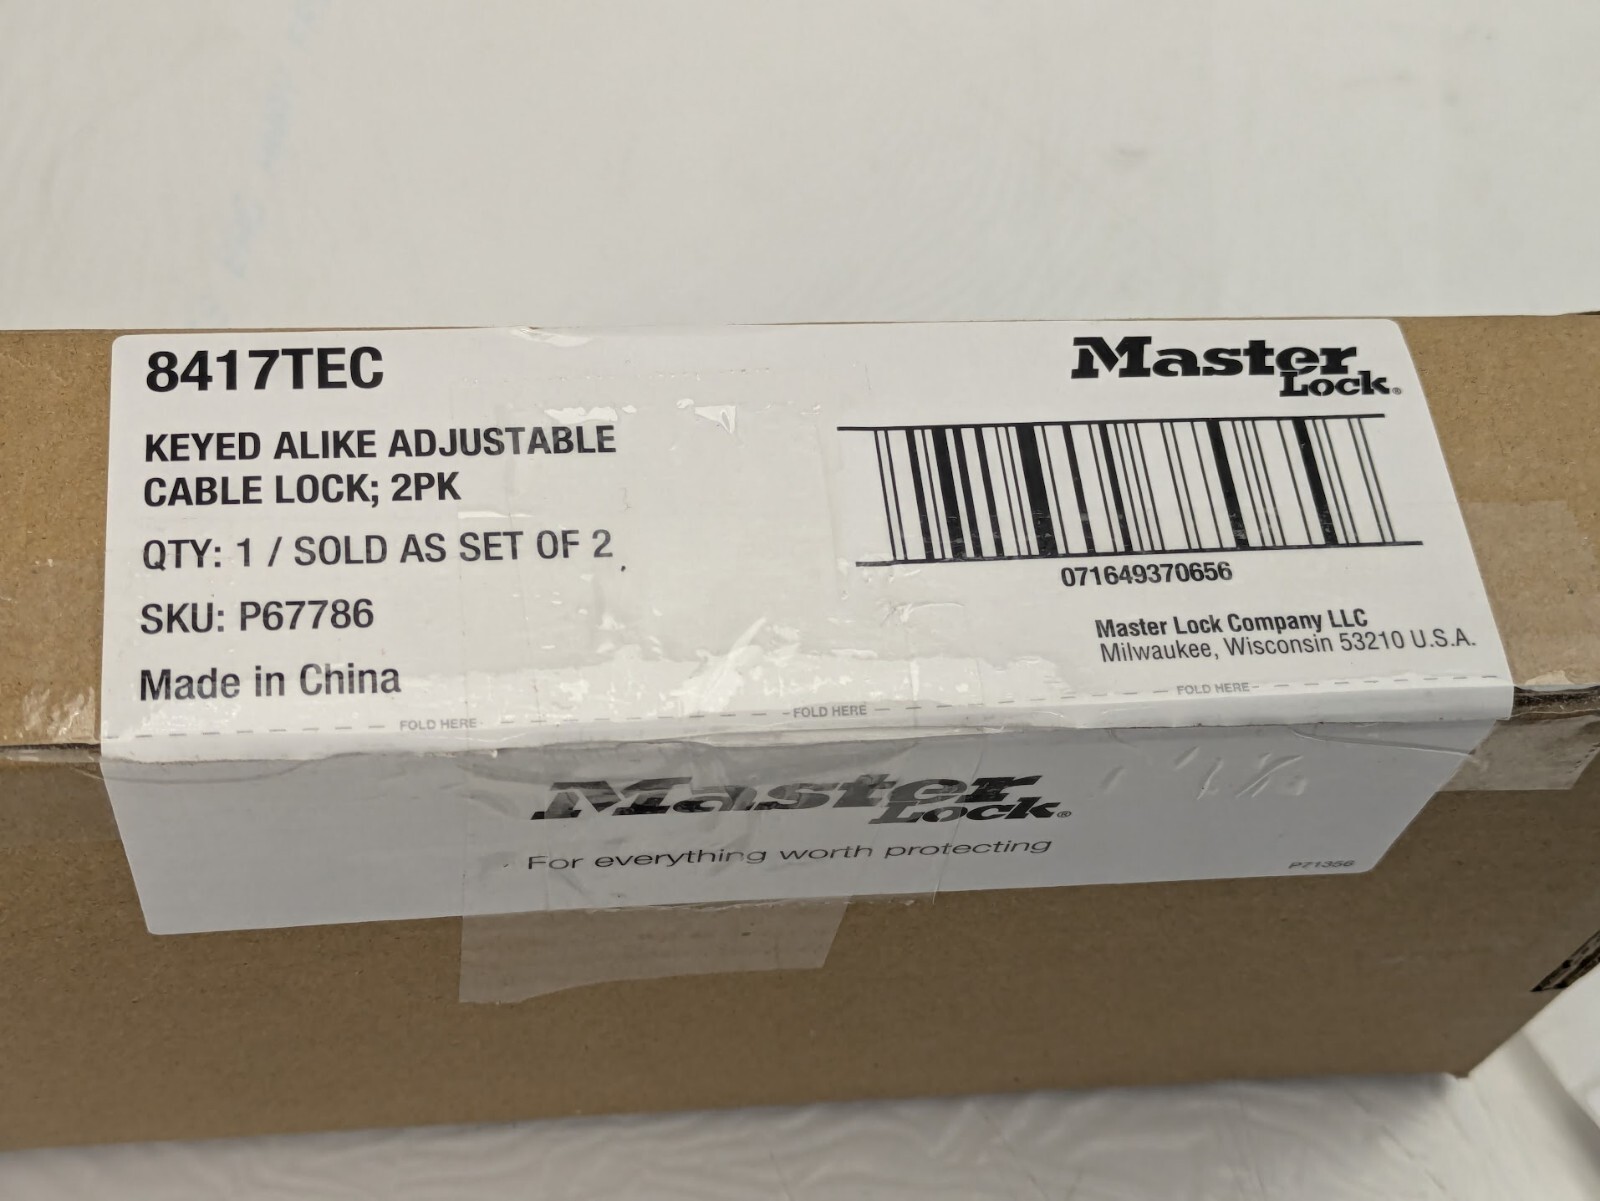 8417TEC
KEYED ALIKE ADJUSTABLE
CABLE LOCK; 2PK
QTY: 1 / SOLD AS SET OF 2
SKU: P67786
Made in China
Master
Lock®
071649370656
Master Lock Company LLC
Milwaukee, Wisconsin 53210 U.S.A.
FOLD HERE
FOLD HERE
FOLD HERE
Master
Lock®
For everything worth protecting
P71356